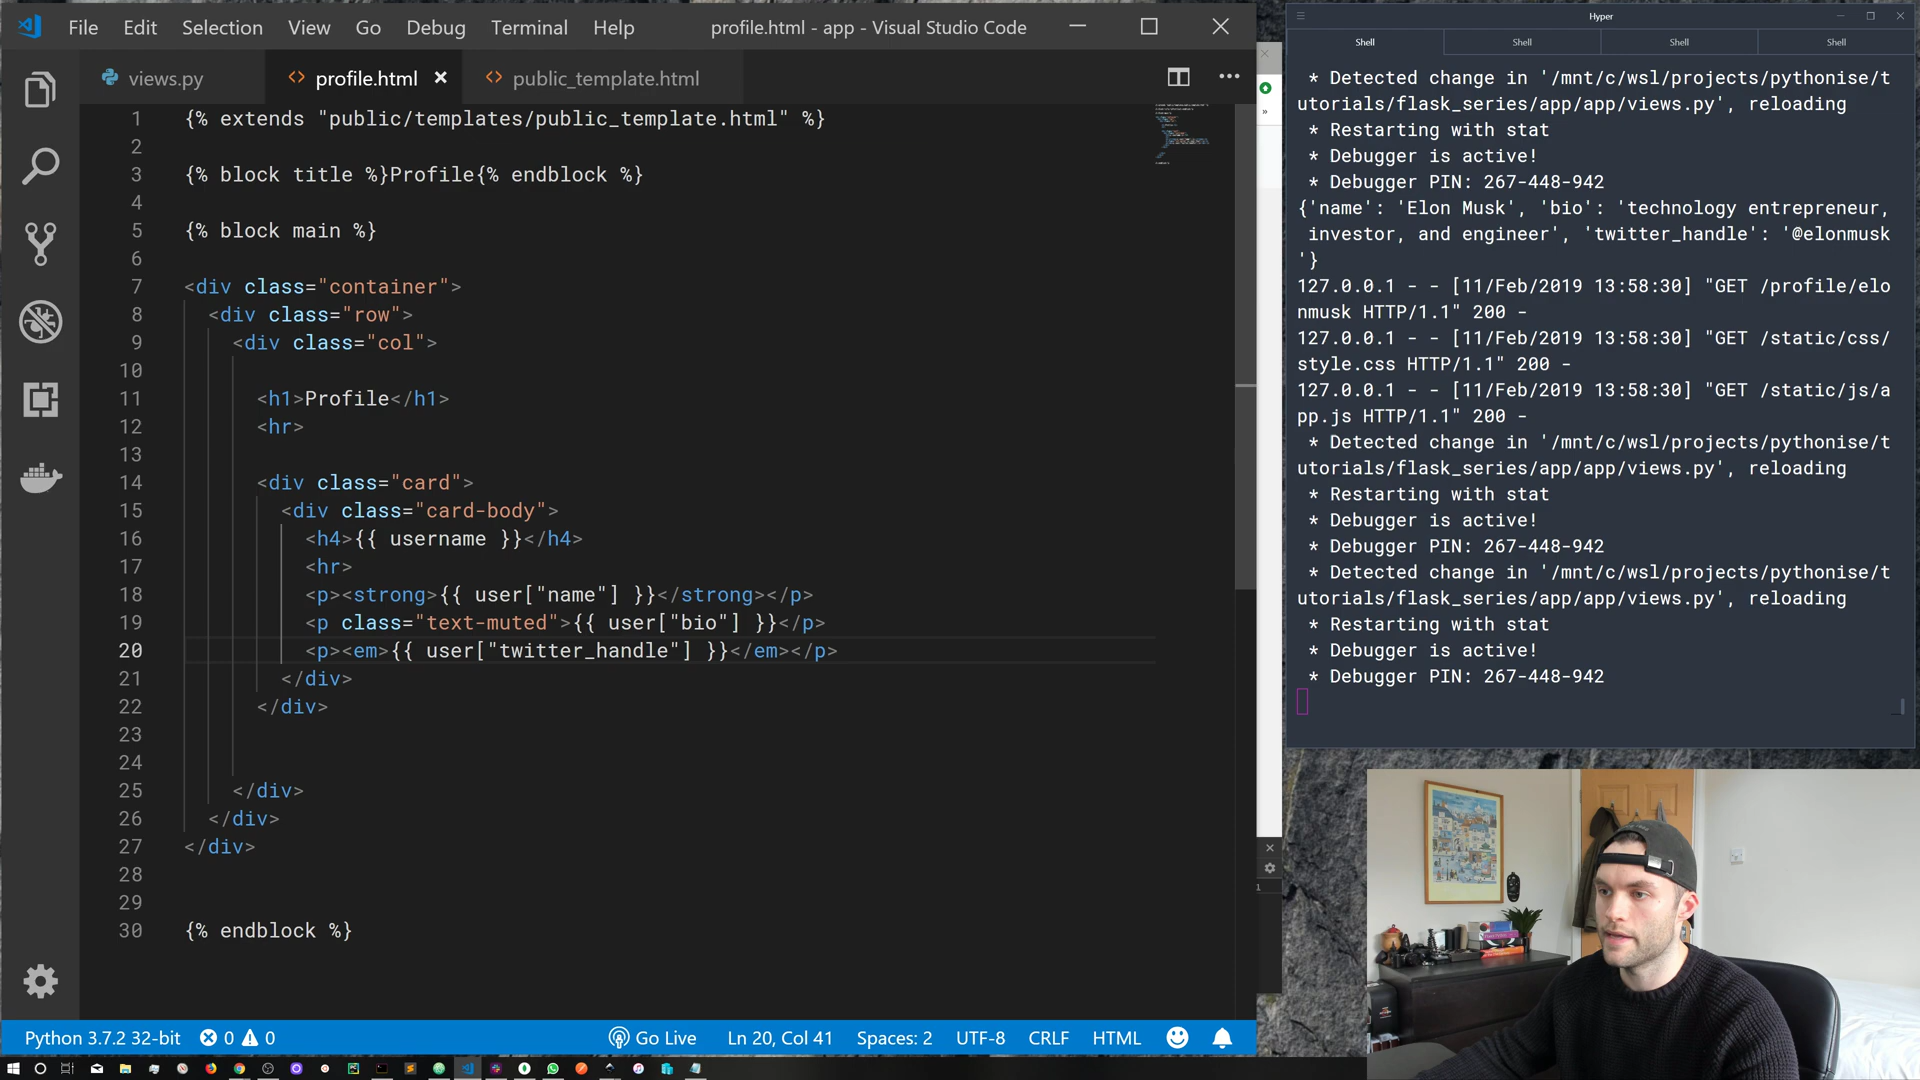 File Edit Selection View Go Debug Terminal Help
profile.html - app - Visual Studio Code
views.py
profile.html
public_template.html
1 {% extends "public/templates/public_template.html" %}
2
3 {% block title %}Profile{% endblock %}
4
5 {% block main %}
6
7 <div class="container">
8 <div class="row">
9 <div class="col">
10
11 <h1>Profile</h1>
12 <hr>
13
14 <div class="card">
15 <div class="card-body">
16 <h4>{{ username }}</h4>
17 <hr>
18 <p><strong>{{ user["name"] }}</strong></p>
19 <p class="text-muted">{{ user["bio"] }}</p>
20 <p><em>{{ user["twitter_handle"] }}</em></p>
21 </div>
22 </div>
23
24
25 </div>
26 </div>
27 </div>
28
29
30 {% endblock %}
Python 3.7.2 32-bit 0 0 Go Live Ln 20, Col 41 Spaces: 2 UTF-8 CRLF HTML
Hyper
Shell Shell Shell Shell
* Detected change in '/mnt/c/wsl/projects/pythonise/t
utorials/flask_series/app/app/views.py', reloading
* Restarting with stat
* Debugger is active!
* Debugger PIN: 267-448-942
{'name': 'Elon Musk', 'bio': 'technology entrepreneur,
investor, and engineer', 'twitter_handle': '@elonmusk
'}
127.0.0.1 - - [11/Feb/2019 13:58:30] "GET /profile/elo
nmusk HTTP/1.1" 200 -
127.0.0.1 - - [11/Feb/2019 13:58:30] "GET /static/css/
style.css HTTP/1.1" 200 -
127.0.0.1 - - [11/Feb/2019 13:58:30] "GET /static/js/a
pp.js HTTP/1.1" 200 -
* Detected change in '/mnt/c/wsl/projects/pythonise/t
utorials/flask_series/app/app/views.py', reloading
* Restarting with stat
* Debugger is active!
* Debugger PIN: 267-448-942
* Detected change in '/mnt/c/wsl/projects/pythonise/t
utorials/flask_series/app/app/views.py', reloading
* Restarting with stat
* Debugger is active!
* Debugger PIN: 267-448-942